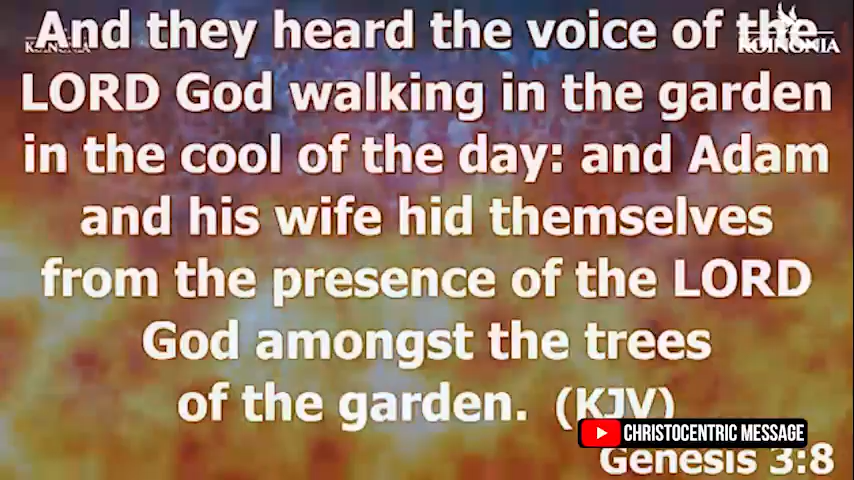 And they heard the voice of the
LORD God walking in the garden
in the cool of the day: and Adam
and his wife hid themselves
from the presence of the LORD
God amongst the trees
of the garden. (KJV)
Genesis 3:8
KOINONIA
KOINONIA
CHRISTOCENTRIC MESSAGE